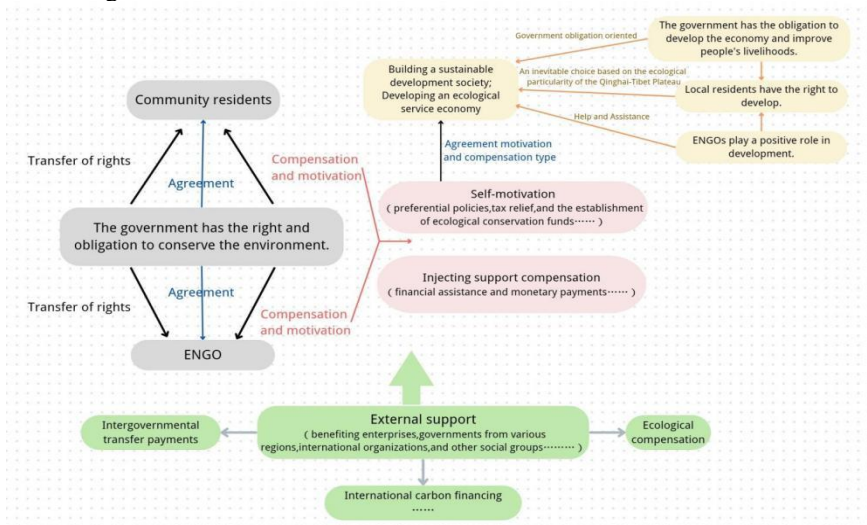 Government obligation oriented
The government has the obligation to
develop the economy and improve
people's livelihoods.
Building a sustainable
development society;
Developing an ecological
service economy
An inevitable choice based on the ecological
particularity of the Qinghai-Tibet Plateau
Local residents have the right to
develop.
Help and Assistance
ENGOs play a positive role in
development.
Community residents
Transfer of rights
Agreement
Compensation
and motivation
Agreement motivation
and compensation type
The government has the right and
obligation to conserve the environment.
Self-motivation
( preferential policies,tax relief,and the establishment
of ecological conservation funds…… )
Injecting support compensation
( financial assistance and monetary payments…… )
Transfer of rights
Agreement
Compensation
and motivation
ENGO
External support
( benefiting enterprises,governments from various
regions,international organizations,and other social groups……… )
Intergovernmental
transfer payments
Ecological
compensation
International carbon financing
……